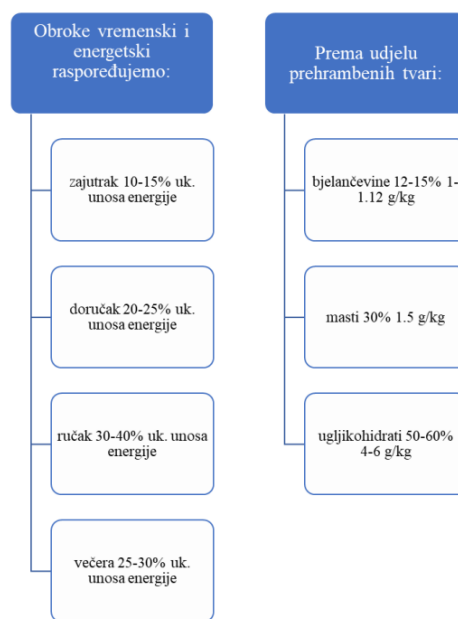 Obroke vremenski i
energetski
raspoređujemo:
zajutrak 10-15% uk.
unosa energije
doručak 20-25% uk.
unosa energije
ručak 30-40% uk. unosa
energije
večera 25-30% uk.
unosa energije
Prema udjelu
prehrambenih tvari:
bjelančevine 12-15% 1-
1.12 g/kg
masti 30% 1.5 g/kg
ugljikohidrati 50-60%
4-6 g/kg